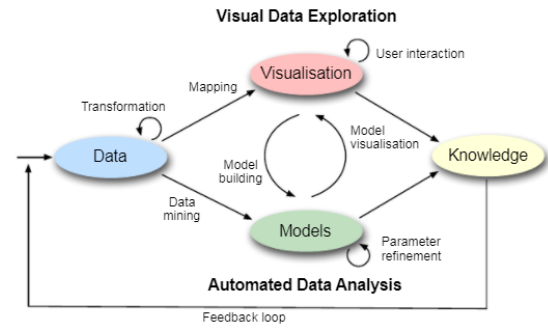 Visual Data Exploration
Visualisation
User interaction
Mapping
Transformation
Data
Model
building
Model
visualisation
Knowledge
Data
mining
Models
Parameter
refinement
Automated Data Analysis
Feedback loop